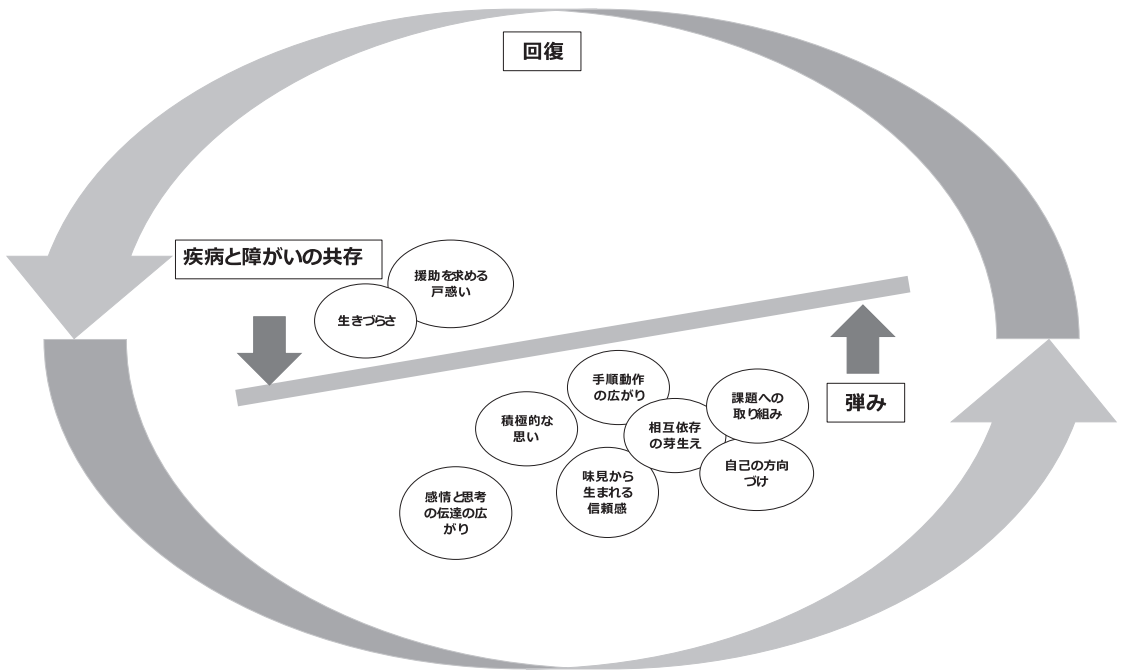 回復
疾病と障がいの共存
援助を求める
戸惑い
生きづらさ
弾み
手順動作
の広がり
課題への
取り組み
積極的な
思い
相互依存
の芽生え
自己の方向
づけ
味見から
生まれる
信頼感
感情と思考
の伝達の広
がり